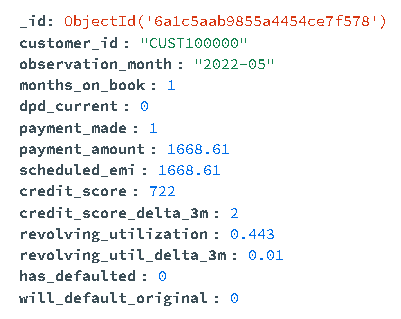 _id: ObjectId('6a1c5aab9855a4454ce7f578')
customer_id : "CUST100000"
observation_month : "2022-05"
months_on_book : 1
dpd_current : 0
payment_made : 1
payment_amount : 1668.61
scheduled_emi : 1668.61
credit_score : 722
credit_score_delta_3m : 2
revolving_utilization : 0.443
revolving_util_delta_3m : 0.01
has_defaulted : 0
will_default_original : 0